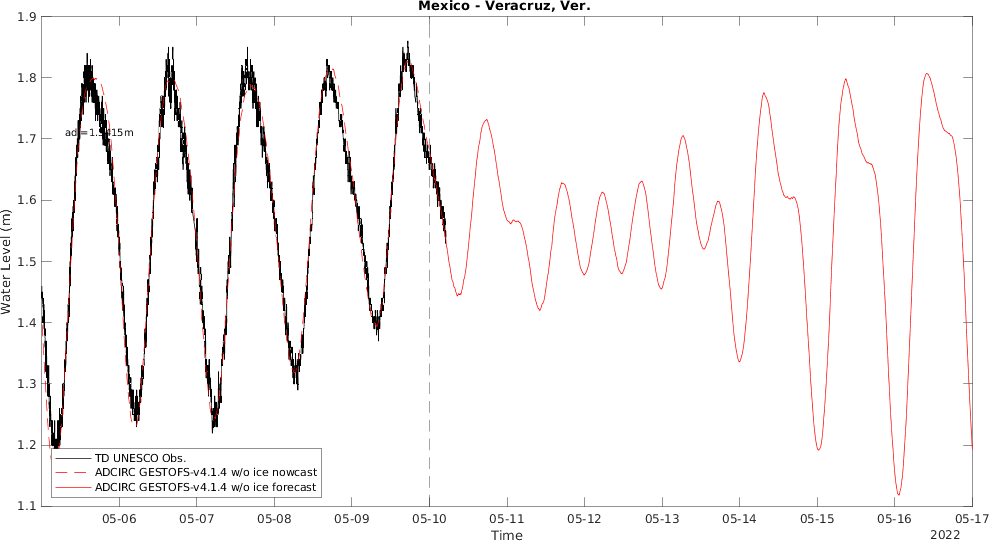 Mexico - Veracruz, Ver.
1.9
1.8
1.7
1.6
1.5
1.4
1.3
1.2
1.1
Water Level (m)
TD UNESCO Obs.
ADCIRC GESTOFS-v4.1.4 w/o ice nowcast
ADCIRC GESTOFS-v4.1.4 w/o ice forecast
05-06 05-07 05-08 05-09 05-10 05-11 05-12 05-13 05-14 05-15 05-16 05-17
Time
2022